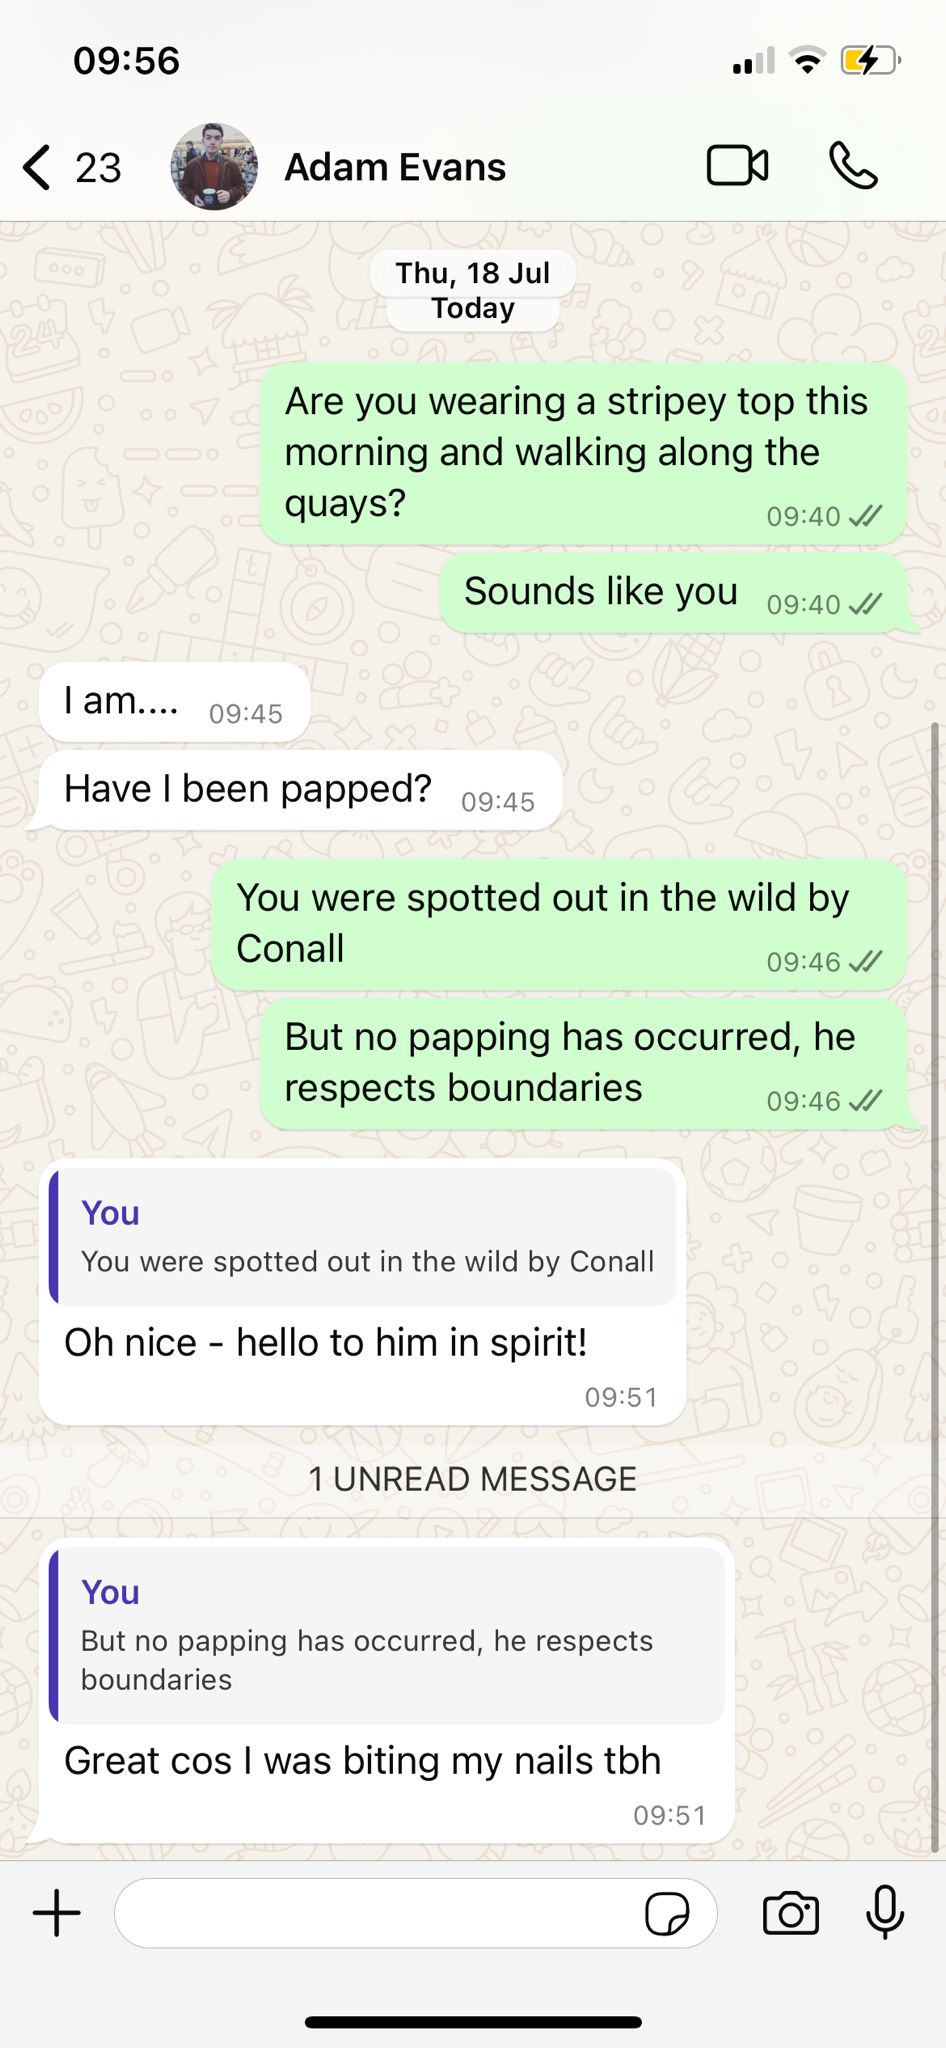 09:56
23
Adam Evans
Thu, 18 Jul
Today
Are you wearing a stripey top this
morning and walking along the
quays?
09:40
Sounds like you
09:40
I am....
09:45
Have I been papped?
09:45
You were spotted out in the wild by
Conall
09:46
But no papping has occurred, he
respects boundaries
09:46
You
You were spotted out in the wild by Conall
Oh nice - hello to him in spirit!
09:51
1 UNREAD MESSAGE
You
But no papping has occurred, he respects
boundaries
Great cos I was biting my nails tbh
09:51